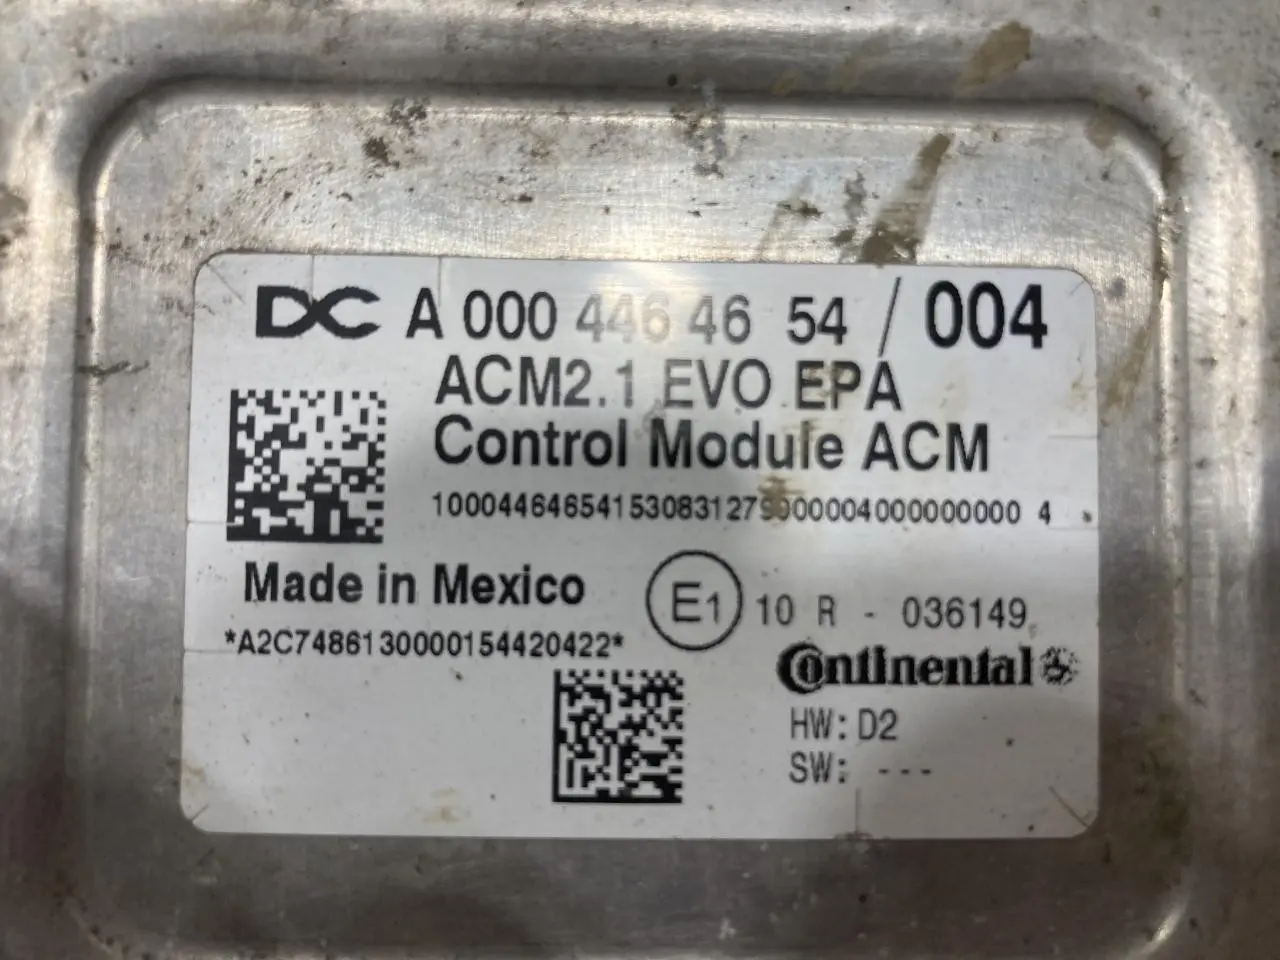 DC A 000 446 46 54 / 004
ACM2.1 EVO EPA
Control Module ACM
10004464654153083127900000400000000 4
Made in Mexico
E1 10 R - 036149
*A2C7486130000154420422*
Continental
HW: D2
SW: ---